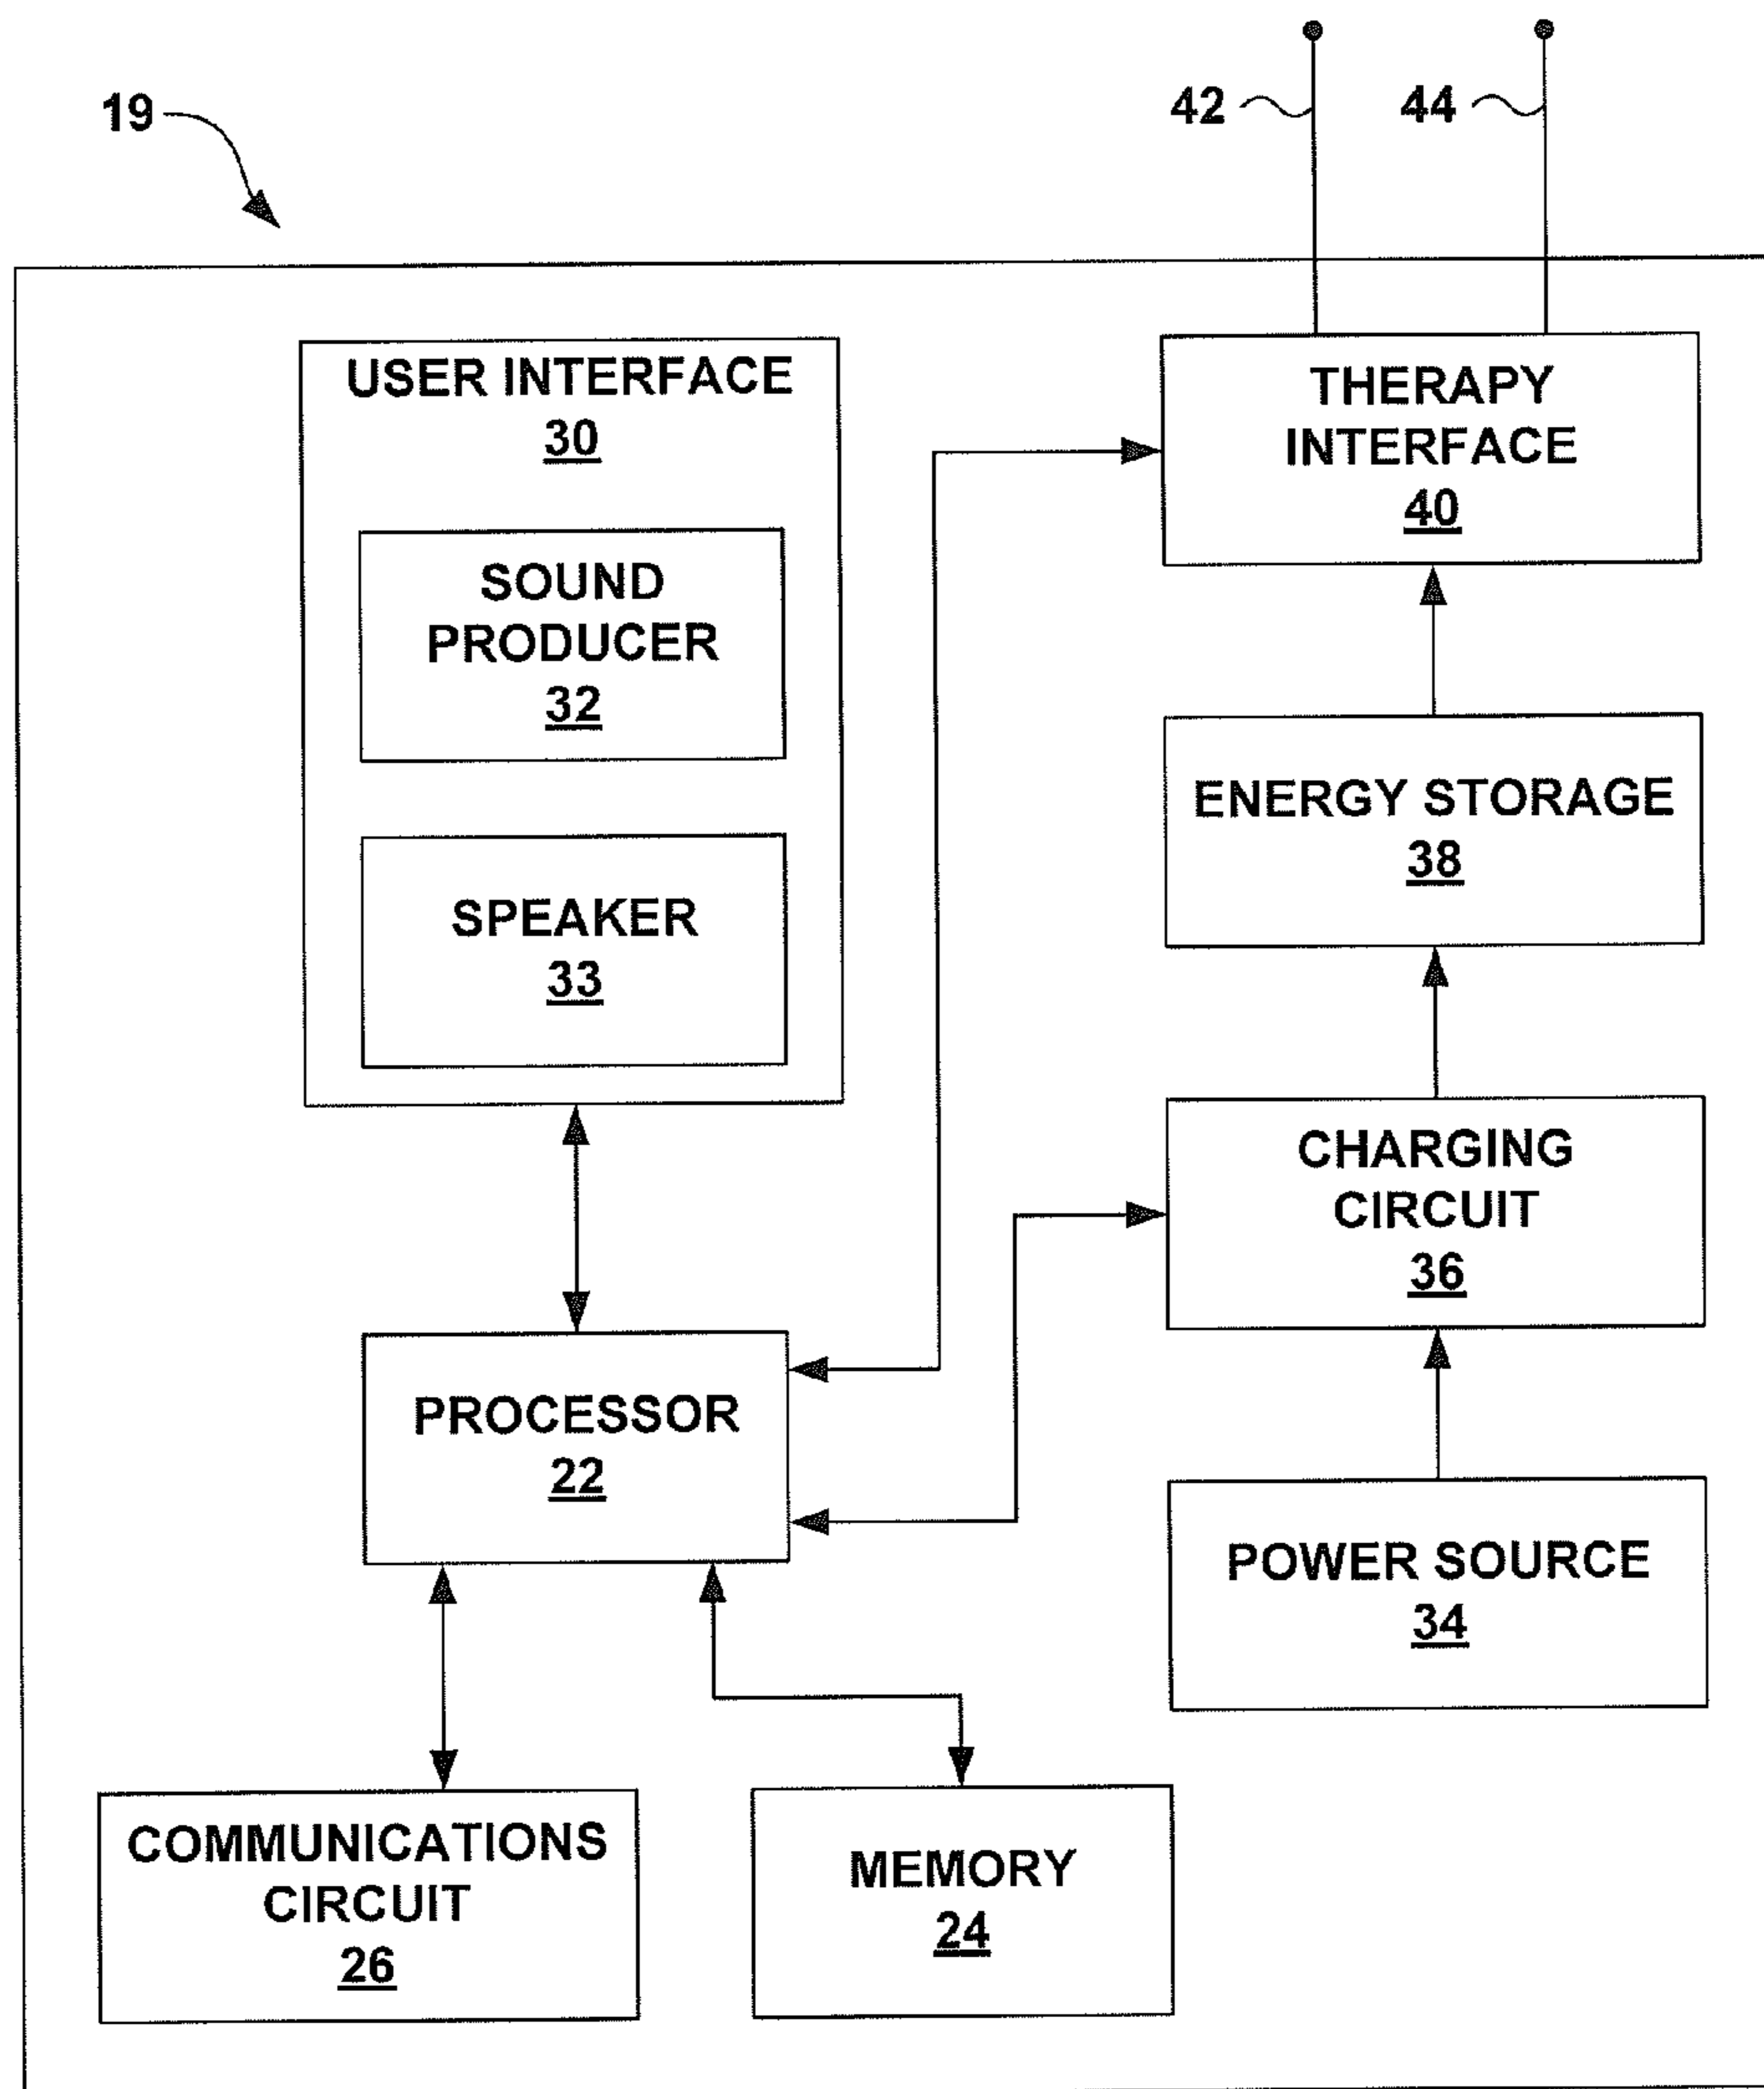 19
42
44
USER INTERFACE
30
SOUND
PRODUCER
32
SPEAKER
33
THERAPY
INTERFACE
40
ENERGY STORAGE
38
CHARGING
CIRCUIT
36
POWER SOURCE
34
PROCESSOR
22
COMMUNICATIONS
CIRCUIT
26
MEMORY
24